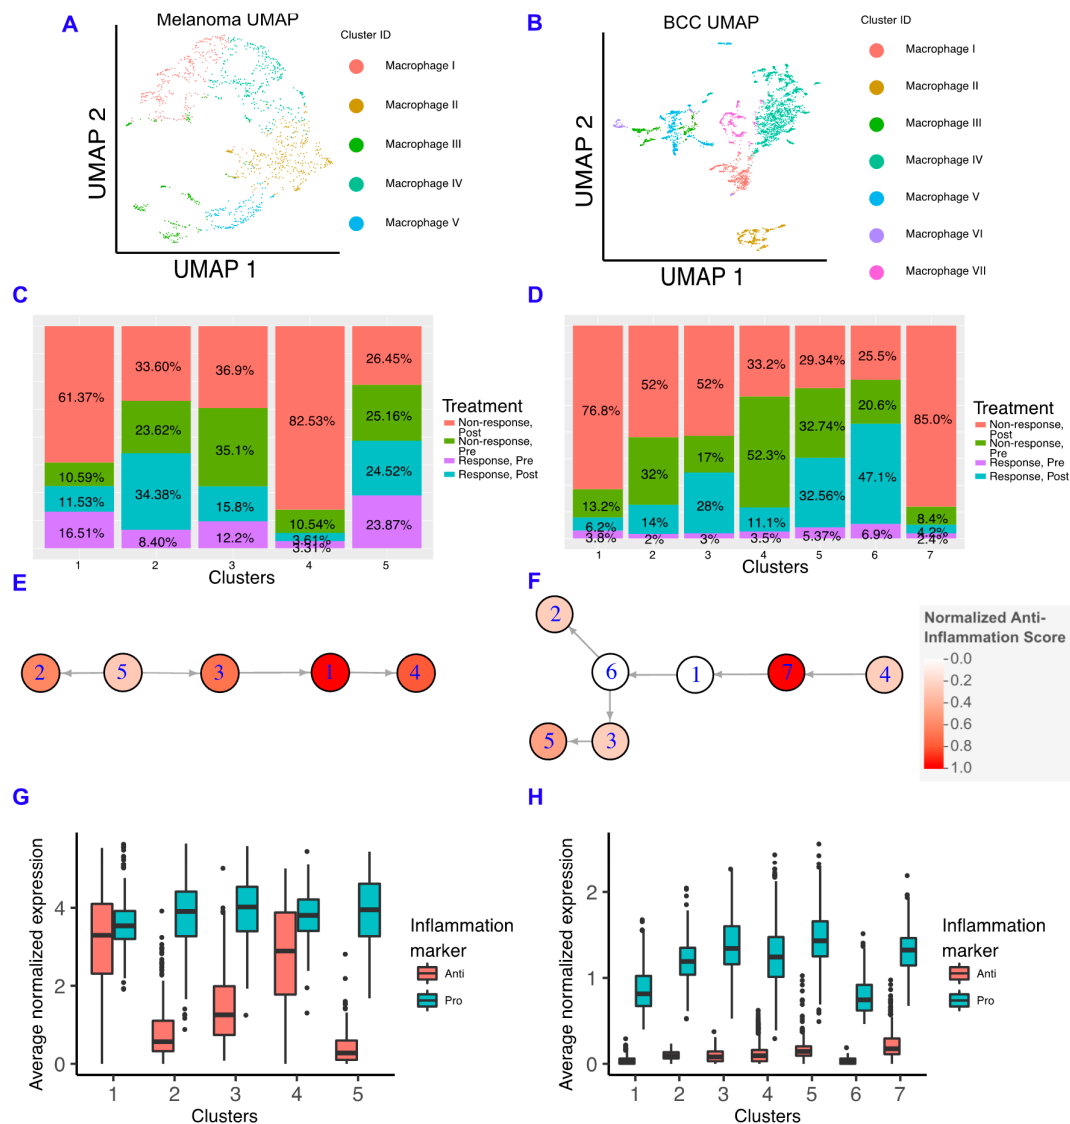 A
Melanoma UMAP
Cluster ID
Macrophage I
Macrophage II
Macrophage III
Macrophage IV
Macrophage V
UMAP 2
UMAP 1
B
BCC UMAP
Cluster ID
Macrophage I
Macrophage II
Macrophage III
Macrophage IV
Macrophage V
Macrophage VI
Macrophage VII
UMAP 2
UMAP 1
C
61.37% 10.59% 11.53% 16.51%
33.60% 23.62% 34.38% 8.40%
36.9% 35.1% 15.8% 12.2%
82.53% 10.54% 3.61% 3.31%
26.45% 25.16% 24.52% 23.87%
1 2 3 4 5
Clusters
Treatment
Non-response,
Post
Non-response,
Pre
Response, Pre
Response, Post
D
76.8% 13.2% 6.2% 3.8%
52% 32% 14% 2%
52% 17% 28% 3%
33.2% 52.3% 11.1% 3.5%
29.34% 32.74% 32.56% 5.37%
25.5% 20.6% 47.1% 6.9%
85.0% 8.4% 4.2% 2.4%
1 2 3 4 5 6 7
Clusters
Treatment
Non-response,
Post
Non-response,
Pre
Response, Pre
Response, Post
E
2 5 3 1 4
F
2
6 1 7 4
5 3
Normalized Anti-
Inflammation Score
0.0
0.2
0.4
0.6
0.8
1.0
G
Average normalized expression
4
2
0
1 2 3 4 5
Clusters
Inflammation
marker
Anti
Pro
H
Average normalized expression
2
1
0
1 2 3 4 5 6 7
Clusters
Inflammation
marker
Anti
Pro